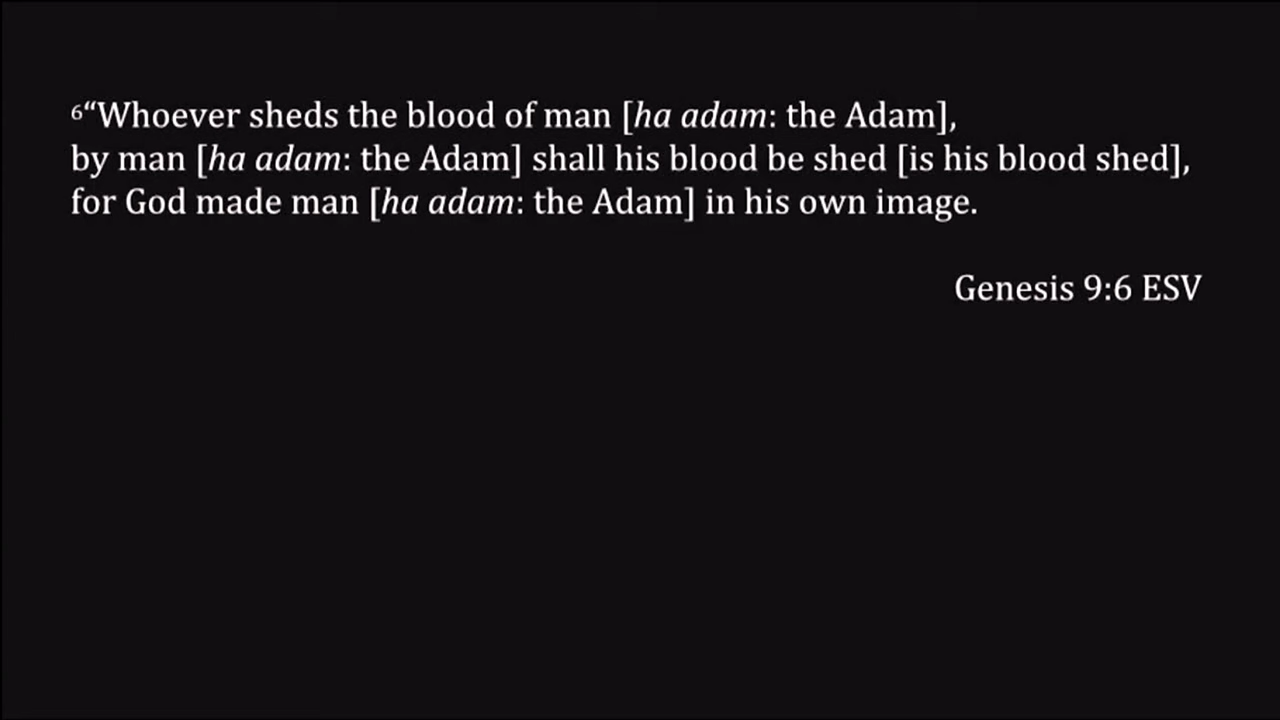 ⁶“Whoever sheds the blood of man [ha adam: the Adam],
by man [ha adam: the Adam] shall his blood be shed [is his blood shed],
for God made man [ha adam: the Adam] in his own image.
Genesis 9:6 ESV